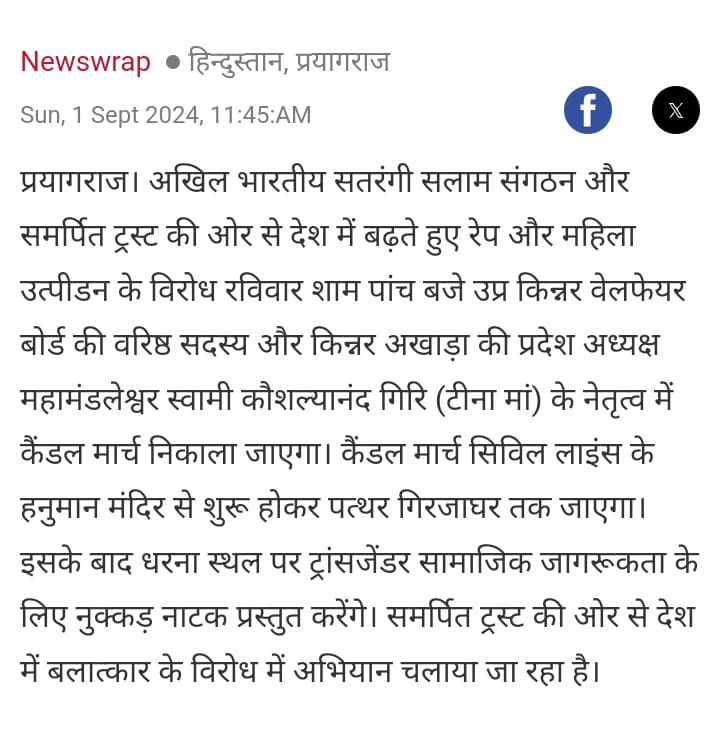 Newswrap ● हिन्दुस्तान, प्रयागराज
Sun, 1 Sept 2024, 11:45:AM
f
X
प्रयागराज। अखिल भारतीय सतरंगी सलाम संगठन और
समर्पित ट्रस्ट की ओर से देश में बढ़ते हुए रेप और महिला
उत्पीडन के विरोध रविवार शाम पांच बजे उप्र किन्नर वेलफेयर
बोर्ड की वरिष्ठ सदस्य और किन्नर अखाड़ा की प्रदेश अध्यक्ष
महामंडलेश्वर स्वामी कौशल्यानंद गिरि (टीना मां) के नेतृत्व में
कैंडल मार्च निकाला जाएगा। कैंडल मार्च सिविल लाइंस के
हनुमान मंदिर से शुरू होकर पत्थर गिरजाघर तक जाएगा।
इसके बाद धरना स्थल पर ट्रांसजेंडर सामाजिक जागरूकता के
लिए नुक्कड़ नाटक प्रस्तुत करेंगे। समर्पित ट्रस्ट की ओर से देश
में बलात्कार के विरोध में अभियान चलाया जा रहा है।